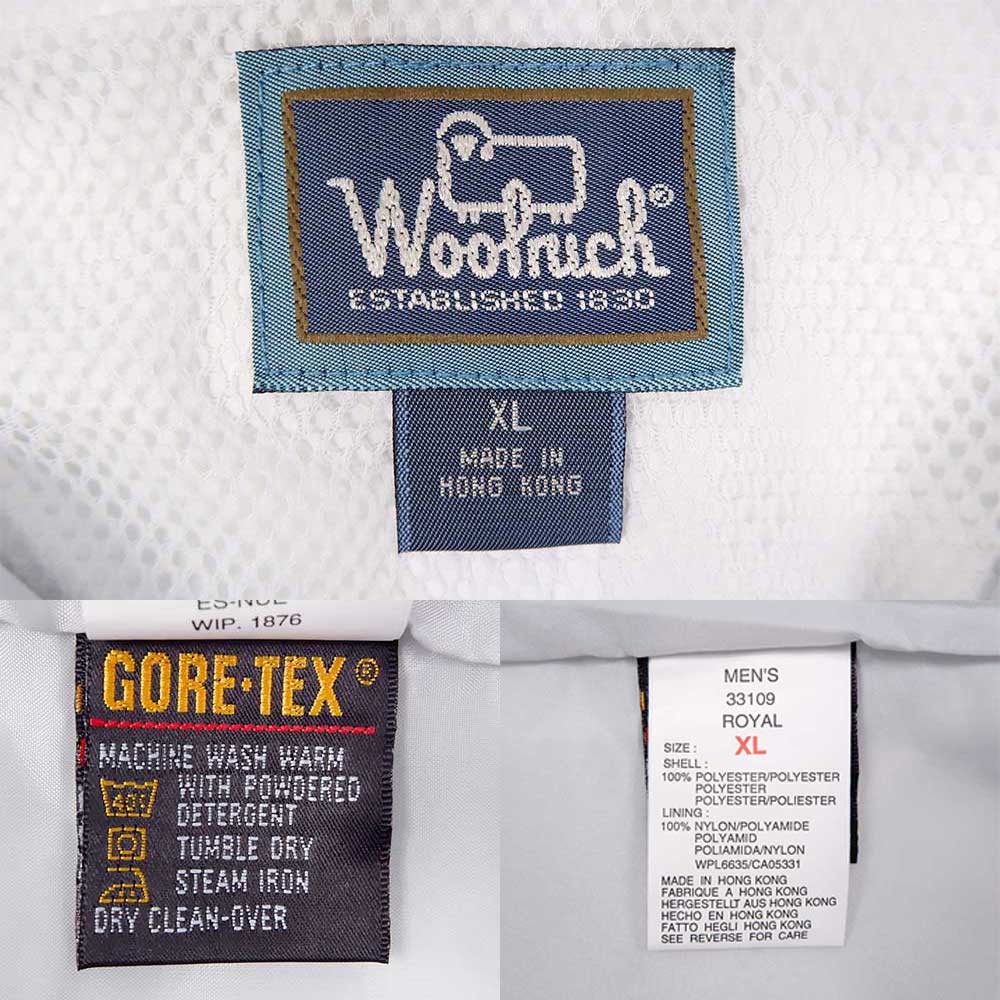 Woolrich®
ESTABLISHED 1830
XL
MADE IN
HONG KONG
WIP. 1876
GORE-TEX®
MACHINE WASH WARM
40° WITH POWDERED
DETERGENT
TUMBLE DRY
STEAM IRON
DRY CLEAN-OVER
MEN'S
33109
ROYAL
SIZE : XL
SHELL :
100% POLYESTER/POLYESTER
POLYESTER
POLYESTER/POLIESTER
LINING :
100% NYLON/POLYAMIDE
POLYAMID
POLIAMIDA/NYLON
WPL6635/CA05331
MADE IN HONG KONG
FABRIQUE A HONG KONG
HERGESTELLT AUS HONG KONG
HECHO EN HONG KONG
FATTO HEGLI HONG KONG
SEE REVERSE FOR CARE